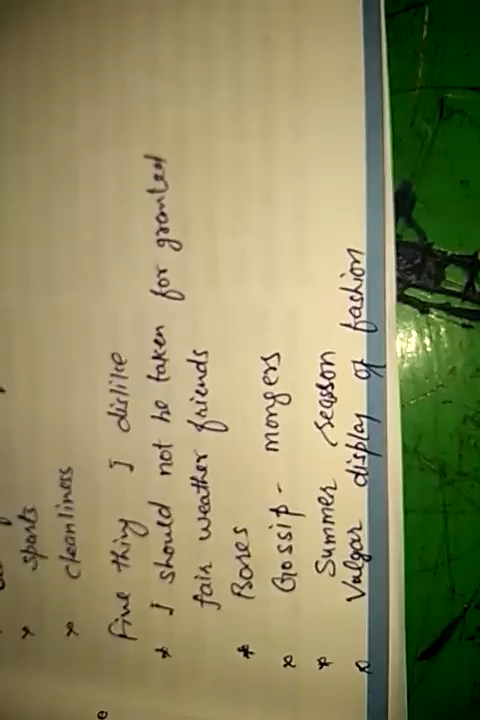 * sports
* cleanliness
Five thing I dislike
* I should not be taken for granted
fair weather friends
* Bores
* Gossip - mongers
* Summer season
* Vulgar display of fashion